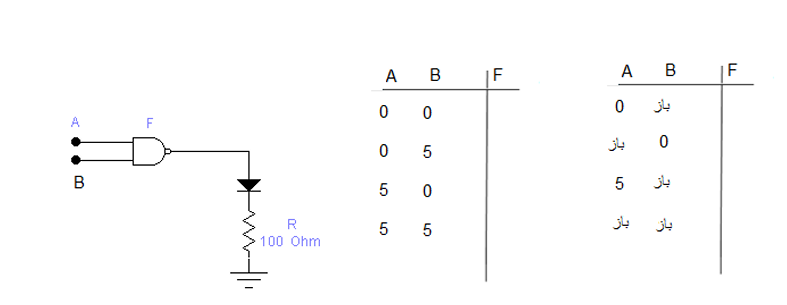 A F
B
R
100 Ohm
A B F
0 0
0 5
5 0
5 5
A B F
0 باز
باز 0
5 باز
باز باز